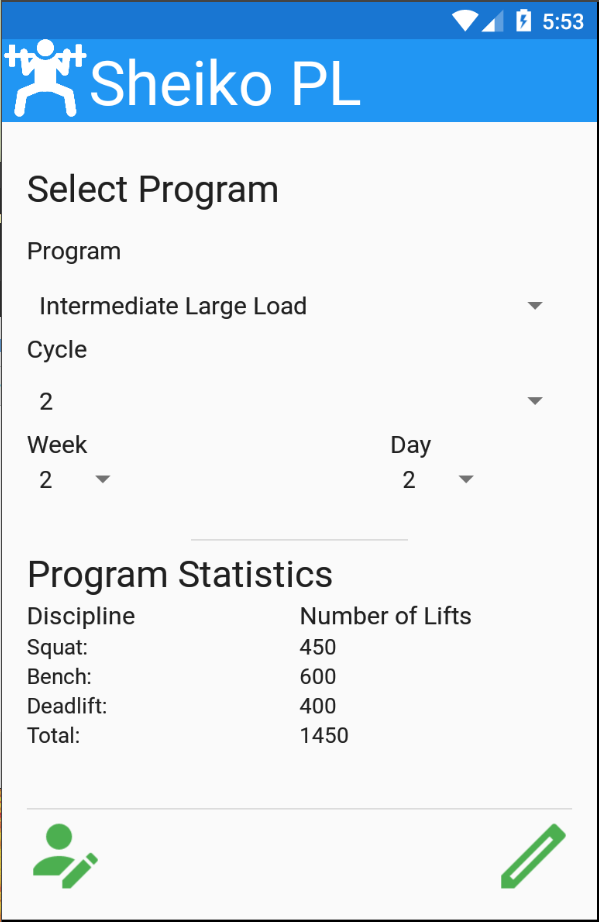 5:53
Sheiko PL
Select Program
Program
Intermediate Large Load
Cycle
2
Week Day
2 2
Program Statistics
Discipline Number of Lifts
Squat: 450
Bench: 600
Deadlift: 400
Total: 1450